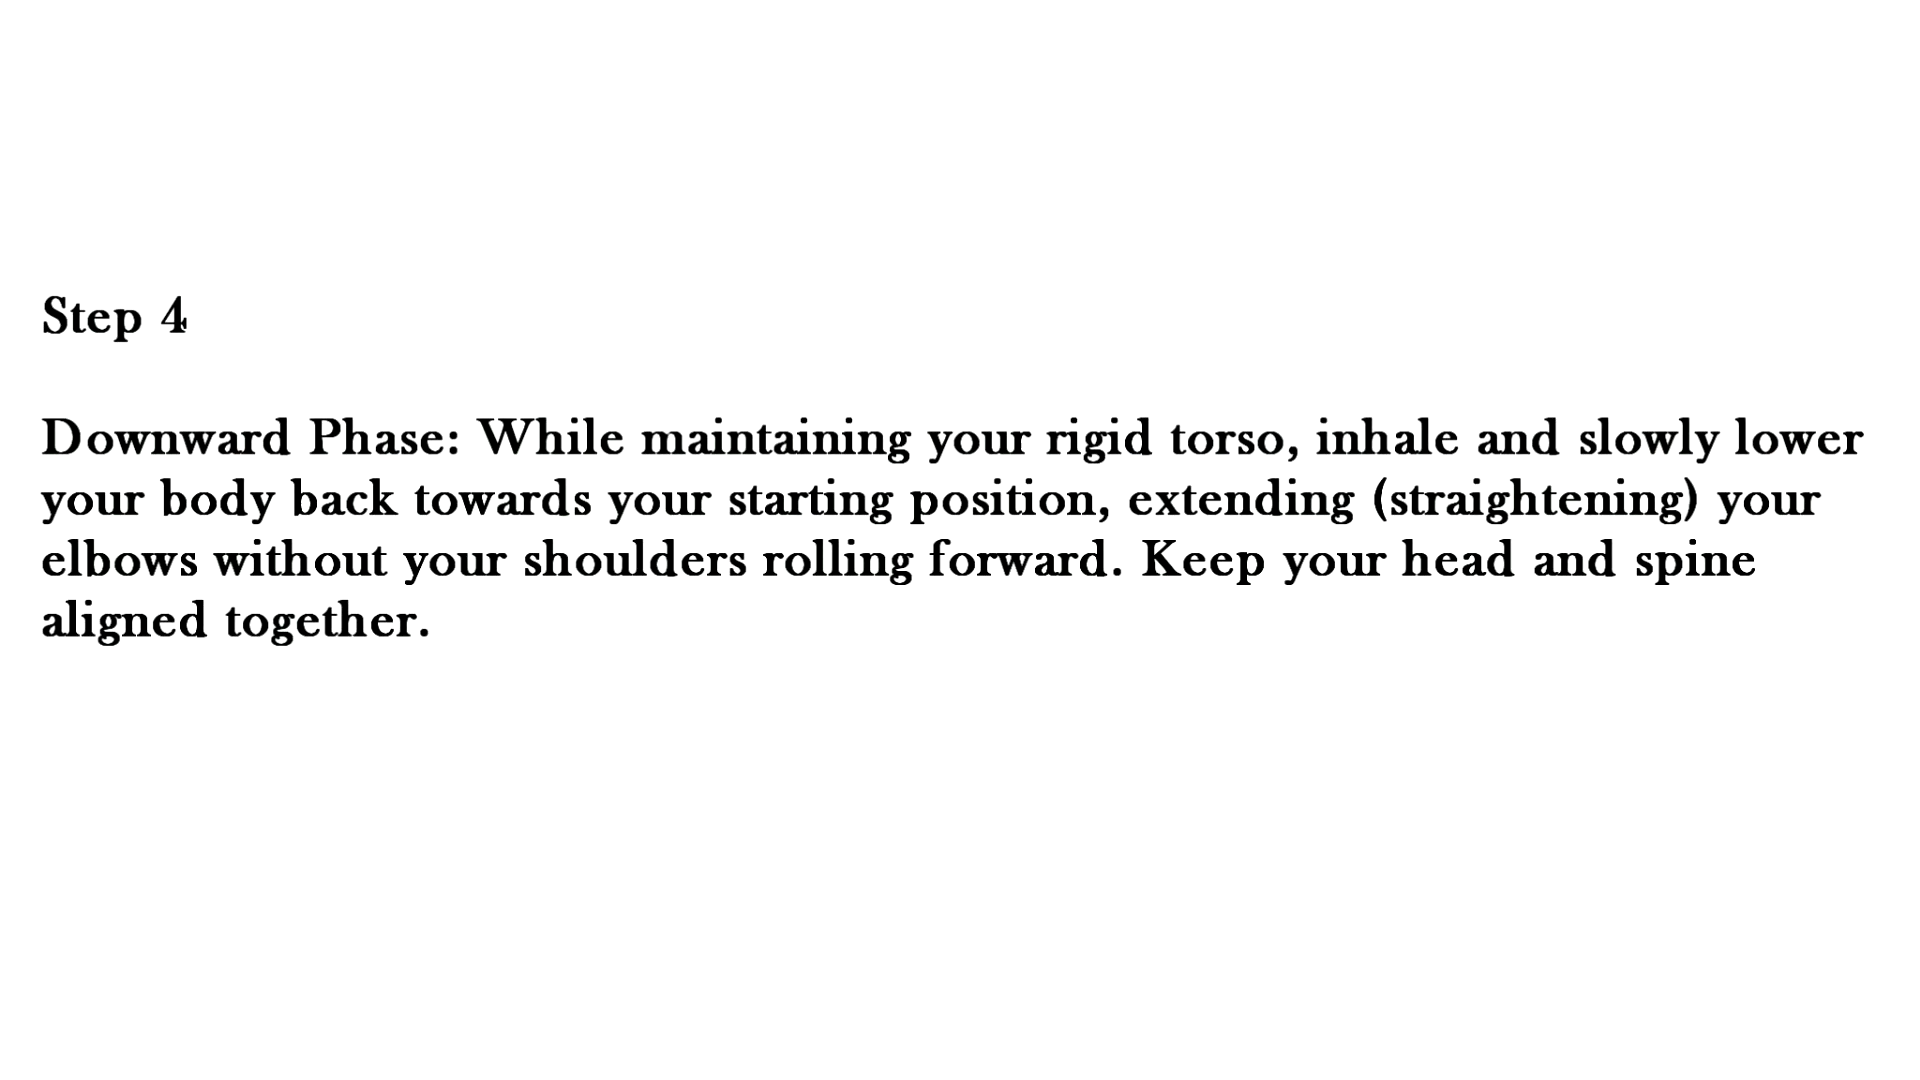 Step 4
Downward Phase: While maintaining your rigid torso, inhale and slowly lower
your body back towards your starting position, extending (straightening) your
elbows without your shoulders rolling forward. Keep your head and spine
aligned together.